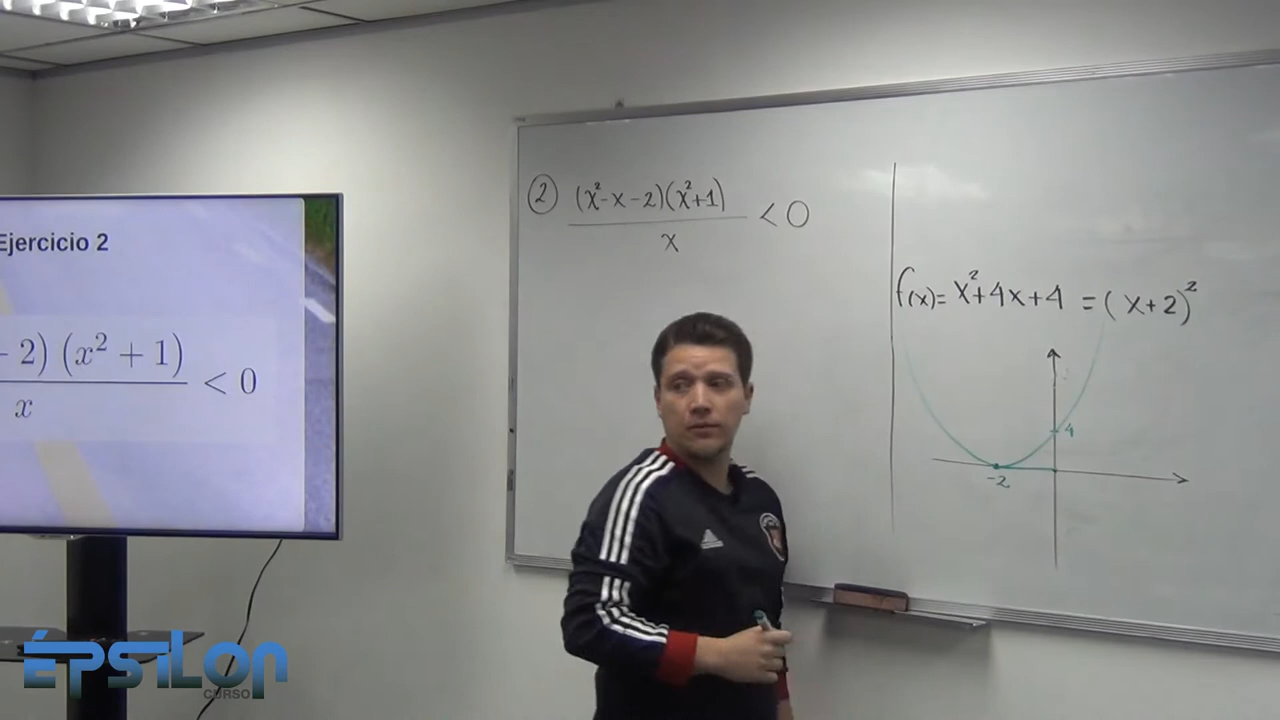 Ejercicio 2
- 2) (x² + 1)
< 0
x
② (x²-x-2)(x²+1)
< 0
x
f(x)= x²+4x+4 = (x+2)²
4
-2
ÉPSILON
CURSO